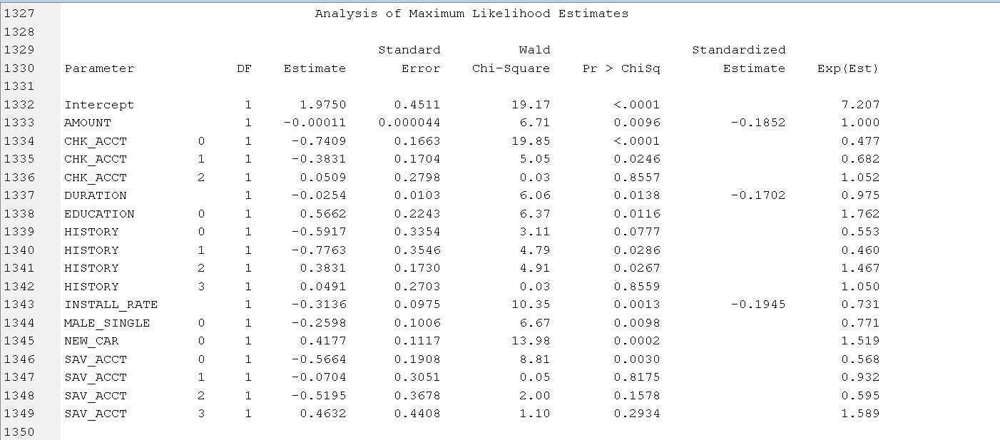 1327 Analysis of Maximum Likelihood Estimates
1328
1329 Standard Wald Standardized
1330 Parameter DF Estimate Error Chi-Square Pr > ChiSq Estimate Exp(Est)
1331
1332 Intercept 1 1.9750 0.4511 19.17 <.0001 7.207
1333 AMOUNT 1 -0.00011 0.000044 6.71 0.0096 -0.1852 1.000
1334 CHK_ACCT 0 1 -0.7409 0.1663 19.85 <.0001 0.477
1335 CHK_ACCT 1 1 -0.3831 0.1704 5.05 0.0246 0.682
1336 CHK_ACCT 2 1 0.0509 0.2798 0.03 0.8557 1.052
1337 DURATION 1 -0.0254 0.0103 6.06 0.0138 -0.1702 0.975
1338 EDUCATION 0 1 0.5662 0.2243 6.37 0.0116 1.762
1339 HISTORY 0 1 -0.5917 0.3354 3.11 0.0777 0.553
1340 HISTORY 1 1 -0.7763 0.3546 4.79 0.0286 0.460
1341 HISTORY 2 1 0.3831 0.1730 4.91 0.0267 1.467
1342 HISTORY 3 1 0.0491 0.2703 0.03 0.8559 1.050
1343 INSTALL_RATE 1 -0.3136 0.0975 10.35 0.0013 -0.1945 0.731
1344 MALE_SINGLE 0 1 -0.2598 0.1006 6.67 0.0098 0.771
1345 NEW_CAR 0 1 0.4177 0.1117 13.98 0.0002 1.519
1346 SAV_ACCT 0 1 -0.5664 0.1908 8.81 0.0030 0.568
1347 SAV_ACCT 1 1 -0.0704 0.3051 0.05 0.8175 0.932
1348 SAV_ACCT 2 1 -0.5195 0.3678 2.00 0.1578 0.595
1349 SAV_ACCT 3 1 0.4632 0.4408 1.10 0.2934 1.589
1350